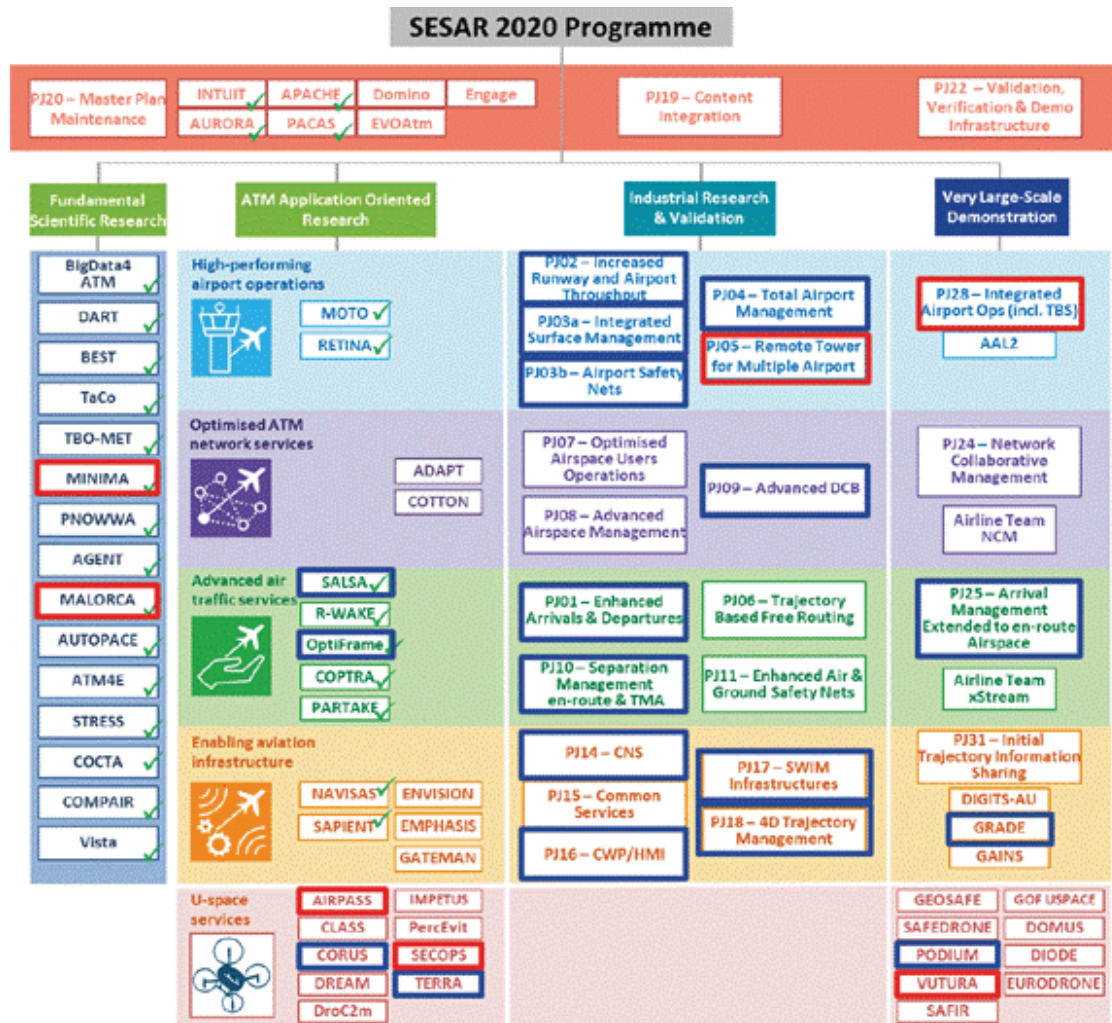 SESAR 2020 Programme
PJ20 – Master Plan
Maintenance
INTUIT
APACHE
Domino
Engage
AURORA
PACAS
EVOAtm
PJ19 – Content
Integration
PJ22 – Validation,
Verification & Demo
Infrastructure
Fundamental
Scientific Research
ATM Application Oriented
Research
Industrial Research
& Validation
Very Large-Scale
Demonstration
BigData4
ATM
DART
BEST
TaCo
TBO-MET
MINIMA
PNOWWA
AGENT
MALORCA
AUTOPACE
ATM4E
STRESS
COCTA
COMPAIR
Vista
High-performing
airport operations
MOTO
RETINA
PJ02 – Increased
Runway and Airport
Throughput
PJ03a – Integrated
Surface Management
PJ03b – Airport Safety
Nets
PJ04 – Total Airport
Management
PJ05 – Remote Tower
for Multiple Airport
PJ28 – Integrated
Airport Ops (incl. TBS)
AAL2
Optimised ATM
network services
ADAPT
COTTON
PJ07 – Optimised
Airspace Users
Operations
PJ08 – Advanced
Airspace Management
PJ09 – Advanced DCB
PJ24 – Network
Collaborative
Management
Airline Team
NCM
Advanced air
traffic services
SALSA
R-WAKE
OptiFrame
COPTRA
PARTAKE
PJ01 – Enhanced
Arrivals & Departures
PJ10 – Separation
Management
en-route & TMA
PJ06 – Trajectory
Based Free Routing
PJ11 – Enhanced Air &
Ground Safety Nets
PJ25 – Arrival
Management
Extended to en-route
Airspace
Airline Team
xStream
Enabling aviation
infrastructure
NAVISAS
ENVISION
SAPIENT
EMPHASIS
GATEMAN
PJ14 – CNS
PJ15 – Common
Services
PJ16 – CWP/HMI
PJ17 – SWIM
Infrastructures
PJ18 – 4D Trajectory
Management
PJ31 – Initial
Trajectory Information
Sharing
DIGITS-AU
GRADE
GAINS
U-space
services
AIRPASS
IMPETUS
CLASS
PercEvit
CORUS
SECOPS
DREAM
TERRA
DroC2m
GEOSAFE
GOF USPACE
SAFEDRONE
DOMUS
PODIUM
DIODE
VUTURA
EURODRONE
SAFIR